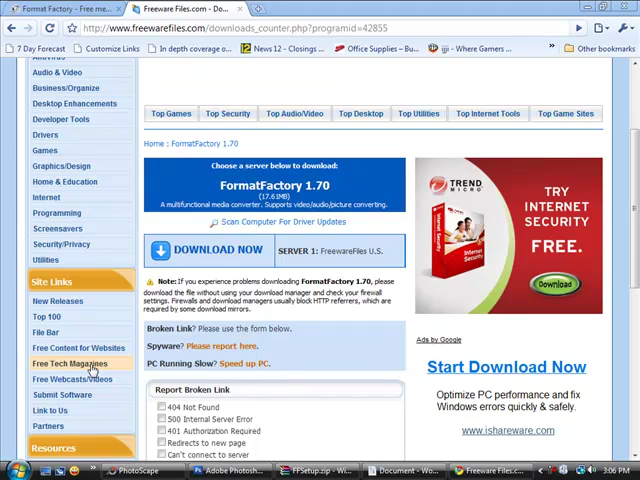 Format Factory - Free me...
Freeware Files.com - Do...
http://www.freewarefiles.com/downloads_counter.php?programid=42855
7 Day Forecast
Customize Links
In depth coverage o...
News 12 - Closings ...
Office Supplies – Bu...
ijji - Where Gamers ...
Other bookmarks
Antivirus
Audio & Video
Business/Organize
Desktop Enhancements
Developer Tools
Drivers
Games
Graphics/Design
Home & Education
Internet
Programming
Screensavers
Security/Privacy
Utilities
Site Links
New Releases
Top 100
File Bar
Free Content for Websites
Free Tech Magazines
Free Webcasts/Videos
Submit Software
Link to Us
Partners
Resources
Top Games
Top Security
Top Audio/Video
Top Desktop
Top Utilities
Top Internet Tools
Top Game Sites
Home : FormatFactory 1.70
Choose a server below to download:
FormatFactory 1.70
(17.61MB)
A multifunctional media converter. Supports video/audio/picture converting.
Scan Computer For Driver Updates
DOWNLOAD NOW
SERVER 1: FreewareFiles U.S.
Note: If you experience problems downloading FormatFactory 1.70, please
download the file without using your download manager and check your firewall
settings. Firewalls and download managers usually block HTTP referrers, which are
required by some download mirrors.
Broken Link? Please use the form below.
Spyware? Please report here.
PC Running Slow? Speed up PC.
Report Broken Link
404 Not Found
500 Internal Server Error
401 Authorization Required
Redirects to new page
Can't connect to server
TREND
MICRO
TRY
INTERNET
SECURITY
FREE.
Download
Ads by Google
Start Download Now
Optimize PC performance and fix
Windows errors quickly & safely.
www.ishareware.com
PhotoScape
Adobe Photosh...
FFSetup.zip - Wi...
Document - Wo...
Freeware Files.c...
3:06 PM